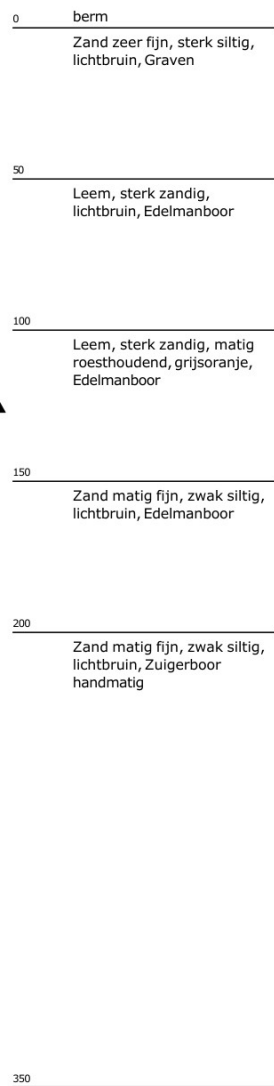 0 berm
Zand zeer fijn, sterk siltig,
lichtbruin, Graven
50
Leem, sterk zandig,
lichtbruin, Edelmanboor
100
Leem, sterk zandig, matig
roesthoudend, grijsoranje,
Edelmanboor
150
Zand matig fijn, zwak siltig,
lichtbruin, Edelmanboor
200
Zand matig fijn, zwak siltig,
lichtbruin, Zuigerboor
handmatig
350